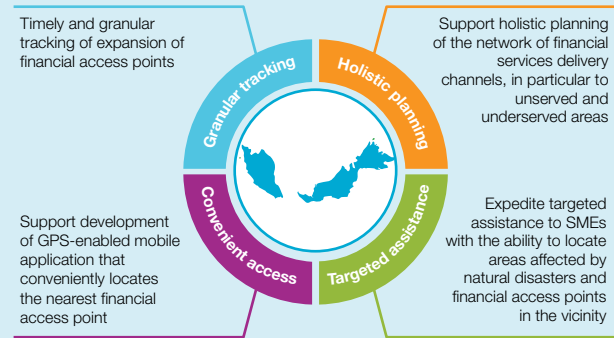 Timely and granular
tracking of expansion of
financial access points
Support holistic planning
of the network of financial
services delivery
channels, in particular to
unserved and
underserved areas
Granular tracking
Holistic planning
Convenient access
Targeted assistance
Support development
of GPS-enabled mobile
application that
conveniently locates
the nearest financial
access point
Expedite targeted
assistance to SMEs
with the ability to locate
areas affected by
natural disasters and
financial access points
in the vicinity